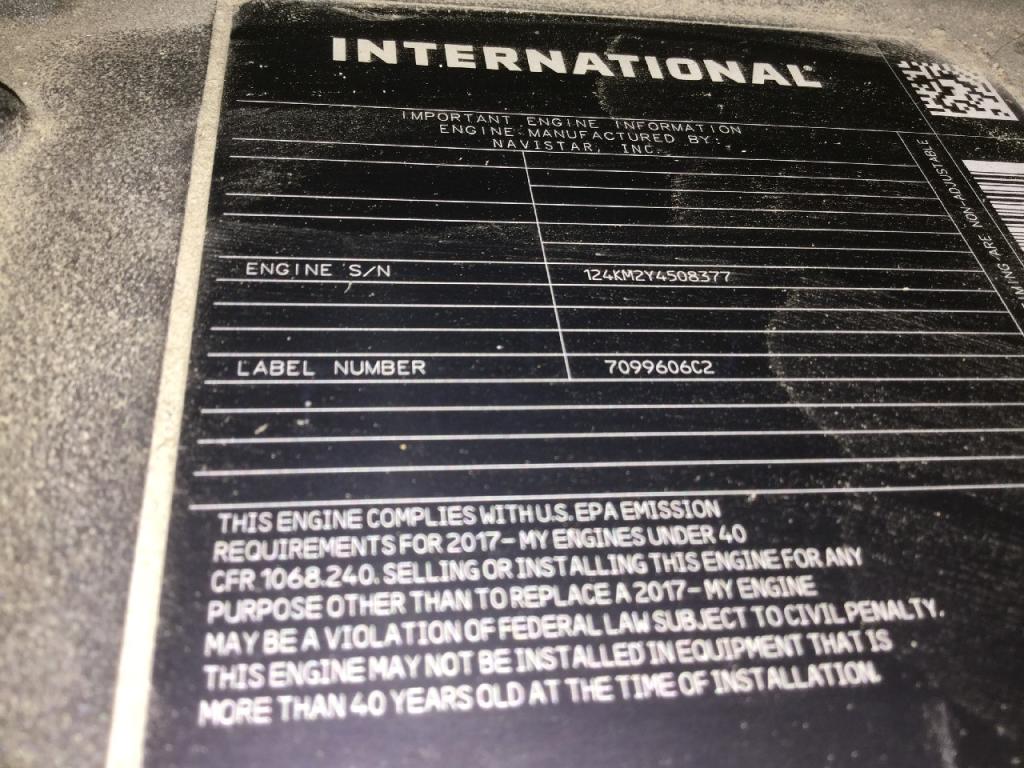 INTERNATIONAL
IMPORTANT ENGINE INFORMATION
ENGINE MANUFACTURED BY:
NAVISTAR, INC.
ENGINE S/N 124KM2Y4508377
LABEL NUMBER 7099606C2
THIS ENGINE COMPLIES WITH U.S. EPA EMISSION
REQUIREMENTS FOR 2017- MY ENGINES UNDER 40
CFR 1068.240. SELLING OR INSTALLING THIS ENGINE FOR ANY
PURPOSE OTHER THAN TO REPLACE A 2017- MY ENGINE
MAY BE A VIOLATION OF FEDERAL LAW SUBJECT TO CIVIL PENALTY.
THIS ENGINE MAY NOT BE INSTALLED IN EQUIPMENT THAT IS
MORE THAN 40 YEARS OLD AT THE TIME OF INSTALLATION.
ARE NON-ADJUSTABLE